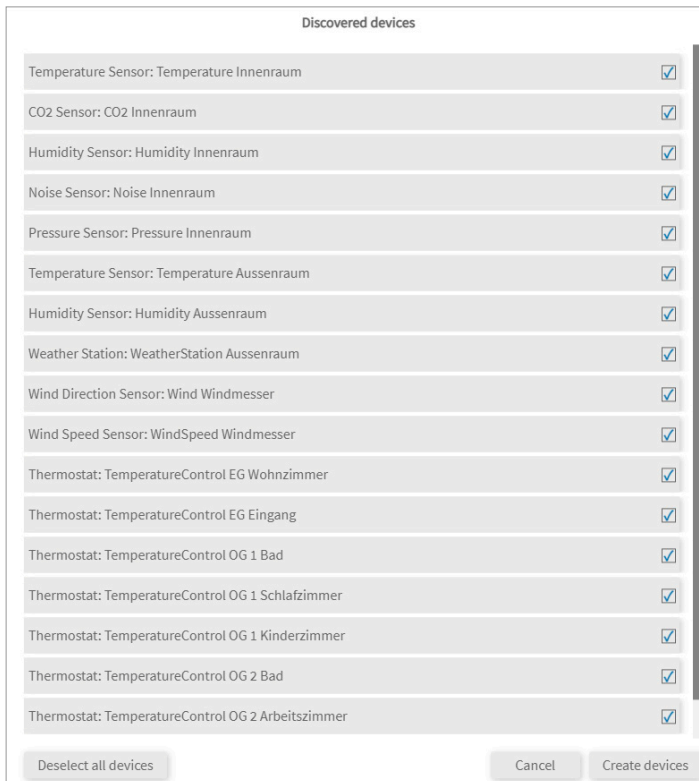 Discovered devices
Temperature Sensor: Temperature Innenraum
CO2 Sensor: CO2 Innenraum
Humidity Sensor: Humidity Innenraum
Noise Sensor: Noise Innenraum
Pressure Sensor: Pressure Innenraum
Temperature Sensor: Temperature Aussenraum
Humidity Sensor: Humidity Aussenraum
Weather Station: WeatherStation Aussenraum
Wind Direction Sensor: Wind Windmesser
Wind Speed Sensor: WindSpeed Windmesser
Thermostat: TemperatureControl EG Wohnzimmer
Thermostat: TemperatureControl EG Eingang
Thermostat: TemperatureControl OG 1 Bad
Thermostat: TemperatureControl OG 1 Schlafzimmer
Thermostat: TemperatureControl OG 1 Kinderzimmer
Thermostat: TemperatureControl OG 2 Bad
Thermostat: TemperatureControl OG 2 Arbeitszimmer
Deselect all devices Cancel Create devices